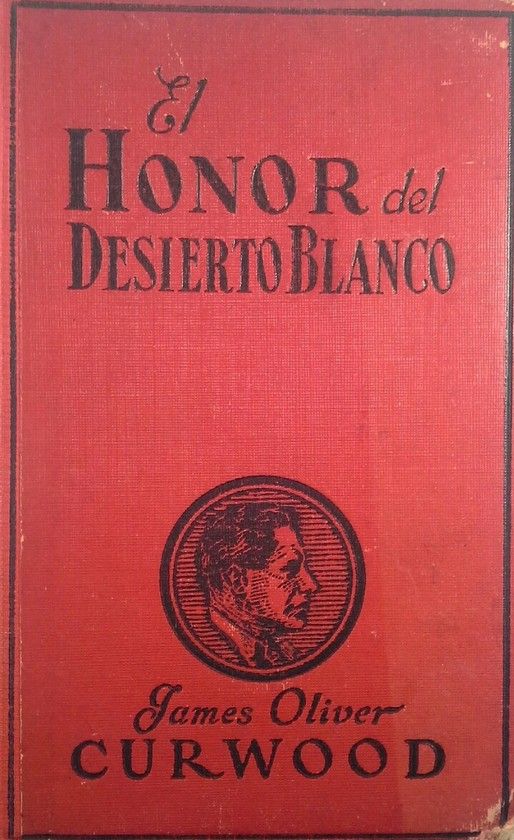 El
HONOR del
DESIERTO BLANCO
James Oliver
CURWOOD